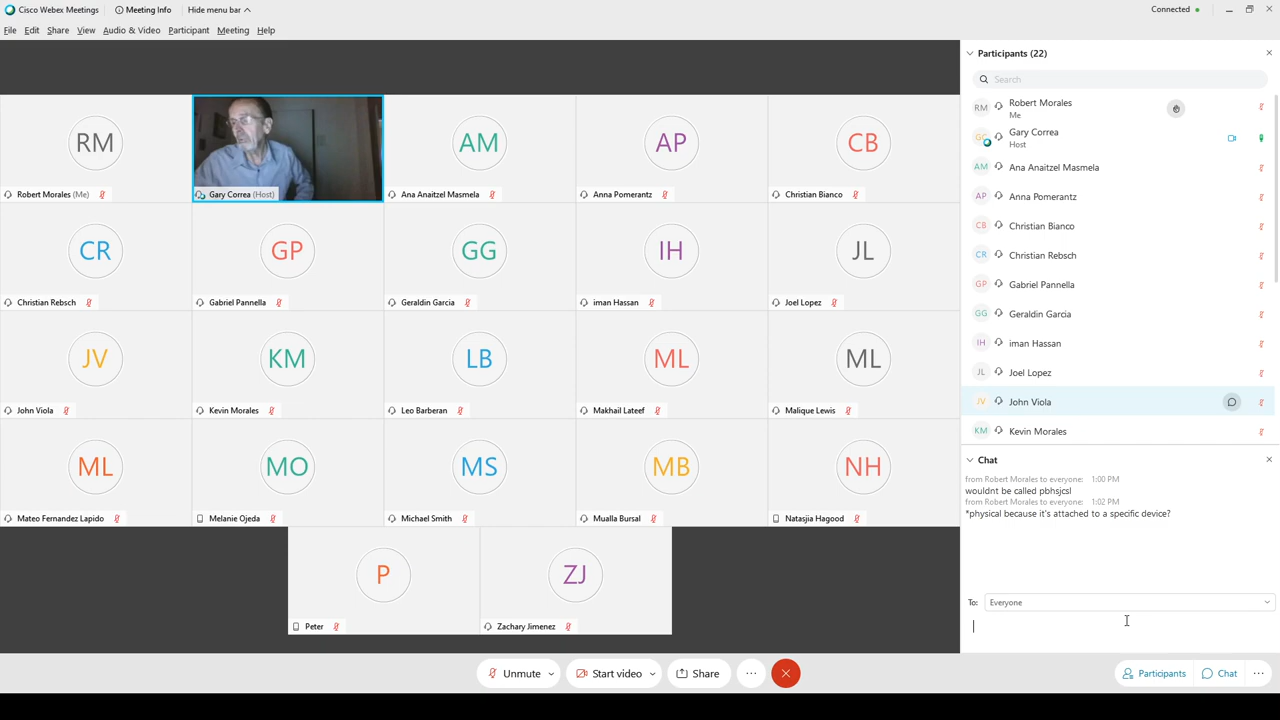 Cisco Webex Meetings
Meeting Info
Hide menu bar
Connected
File Edit Share View Audio & Video Participant Meeting Help
RM
AM
AP
CB
Robert Morales (Me)
Gary Correa (Host)
Ana Anaitzel Masmela
Anna Pomerantz
Christian Bianco
CR
GP
GG
IH
JL
Christian Rebsch
Gabriel Pannella
Geraldin Garcia
iman Hassan
Joel Lopez
JV
KM
LB
ML
ML
John Viola
Kevin Morales
Leo Barberan
Makhail Lateef
Malique Lewis
ML
MO
MS
MB
NH
Mateo Fernandez Lapido
Melanie Ojeda
Michael Smith
Mualla Bursal
Natasjia Hagood
P
ZJ
Peter
Zachary Jimenez
Unmute
Start video
Share
Participants (22)
Search
RM Robert Morales
Me
GC Gary Correa
Host
AM Ana Anaitzel Masmela
AP Anna Pomerantz
CB Christian Bianco
CR Christian Rebsch
GP Gabriel Pannella
GG Geraldin Garcia
IH iman Hassan
JL Joel Lopez
JV John Viola
KM Kevin Morales
Chat
from Robert Morales to everyone: 1:00 PM
wouldnt be called pbhsjcsl
from Robert Morales to everyone: 1:02 PM
*physical because it's attached to a specific device?
To: Everyone
Participants
Chat